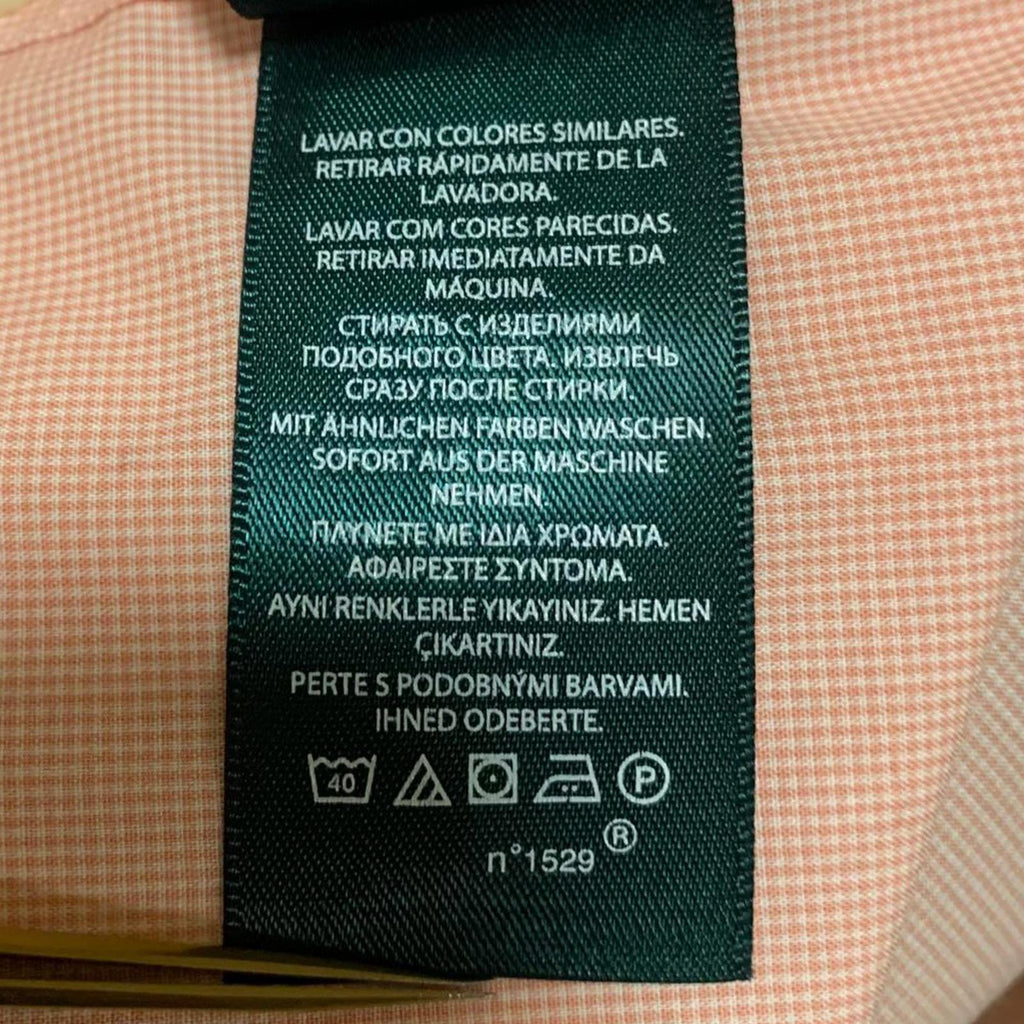 LAVAR CON COLORES SIMILARES.
RETIRAR RÁPIDAMENTE DE LA
LAVADORA.
LAVAR COM CORES PARECIDAS.
RETIRAR IMEDIATAMENTE DA
MÁQUINA.
СТИРАТЬ С ИЗДЕЛИЯМИ
ПОДОБНОГО ЦВЕТА. ИЗВЛЕЧЬ
СРАЗУ ПОСЛЕ СТИРКИ.
MIT ÄHNLICHEN FARBEN WASCHEN.
SOFORT AUS DER MASCHINE
NEHMEN.
ΠΛΥΝΕΤΕ ΜΕ ΙΔΙΑ ΧΡΩΜΑΤΑ.
ΑΦΑΙΡΕΣΤΕ ΣΥΝΤΟΜΑ.
AYNI RENKLERLE YIKAYINIZ. HEMEN
ÇIKARTINIZ.
PERTE S PODOBNÝMI BARVAMI.
IHNED ODEBERTE.
40 P
n°1529 ®